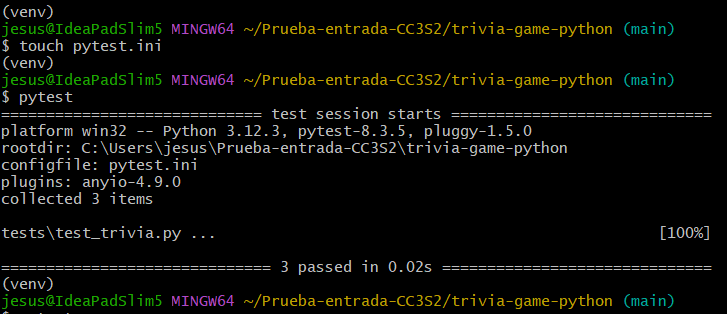 (venv)
jesus@IdeaPadSlim5 MINGW64 ~/Prueba-entrada-CC3S2/trivia-game-python (main)
$ touch pytest.ini
(venv)
jesus@IdeaPadSlim5 MINGW64 ~/Prueba-entrada-CC3S2/trivia-game-python (main)
$ pytest
============================= test session starts =============================
platform win32 -- Python 3.12.3, pytest-8.3.5, pluggy-1.5.0
rootdir: C:\Users\jesus\Prueba-entrada-CC3S2\trivia-game-python
configfile: pytest.ini
plugins: anyio-4.9.0
collected 3 items
tests\test_trivia.py ... [100%]
============================== 3 passed in 0.02s ==============================
(venv)
jesus@IdeaPadSlim5 MINGW64 ~/Prueba-entrada-CC3S2/trivia-game-python (main)